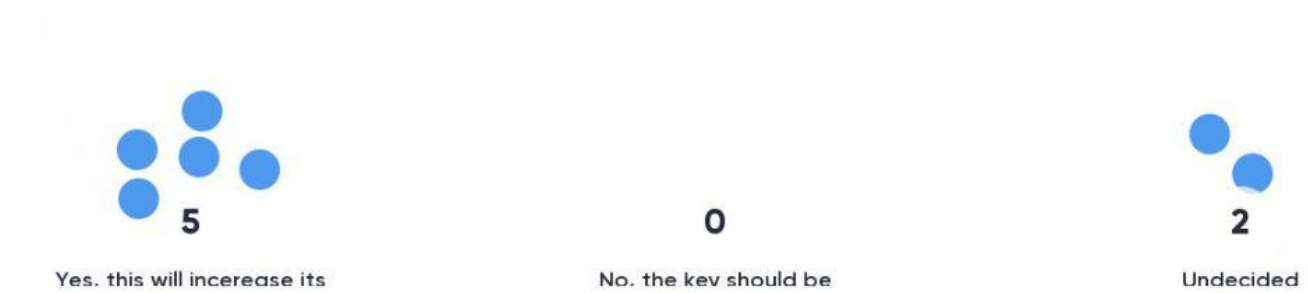 5
0
2
Yes, this will incerease its
No, the key should be
Undecided